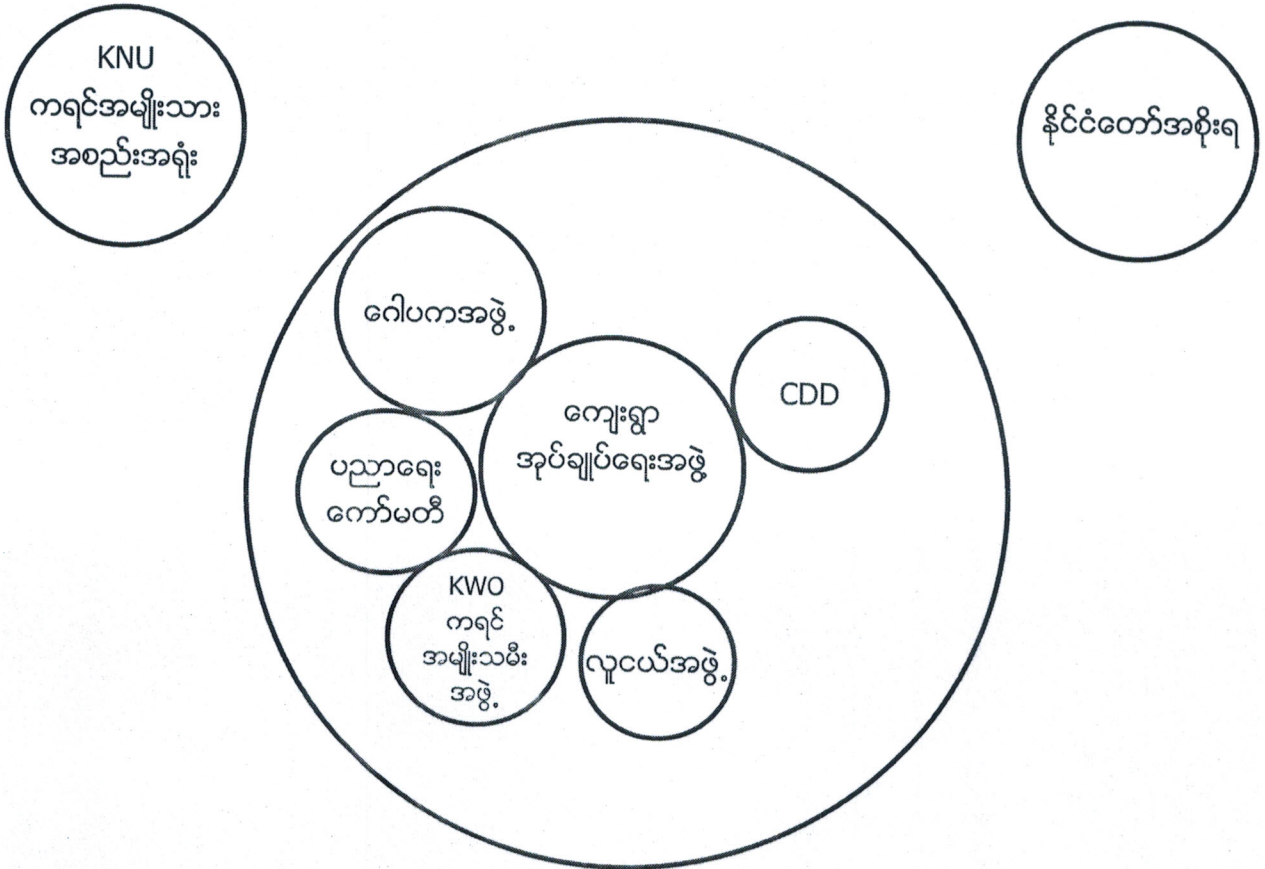 KNU
ကရင်အမျိုးသား
အစည်းအရုံး
နိုင်ငံတော်အစိုးရ
ဂေါပကအဖွဲ့
ကျေးရွာ
အုပ်ချုပ်ရေးအဖွဲ့
CDD
ပညာရေး
ကော်မတီ
KWO
ကရင်
အမျိုးသမီး
အဖွဲ့
လူငယ်အဖွဲ့